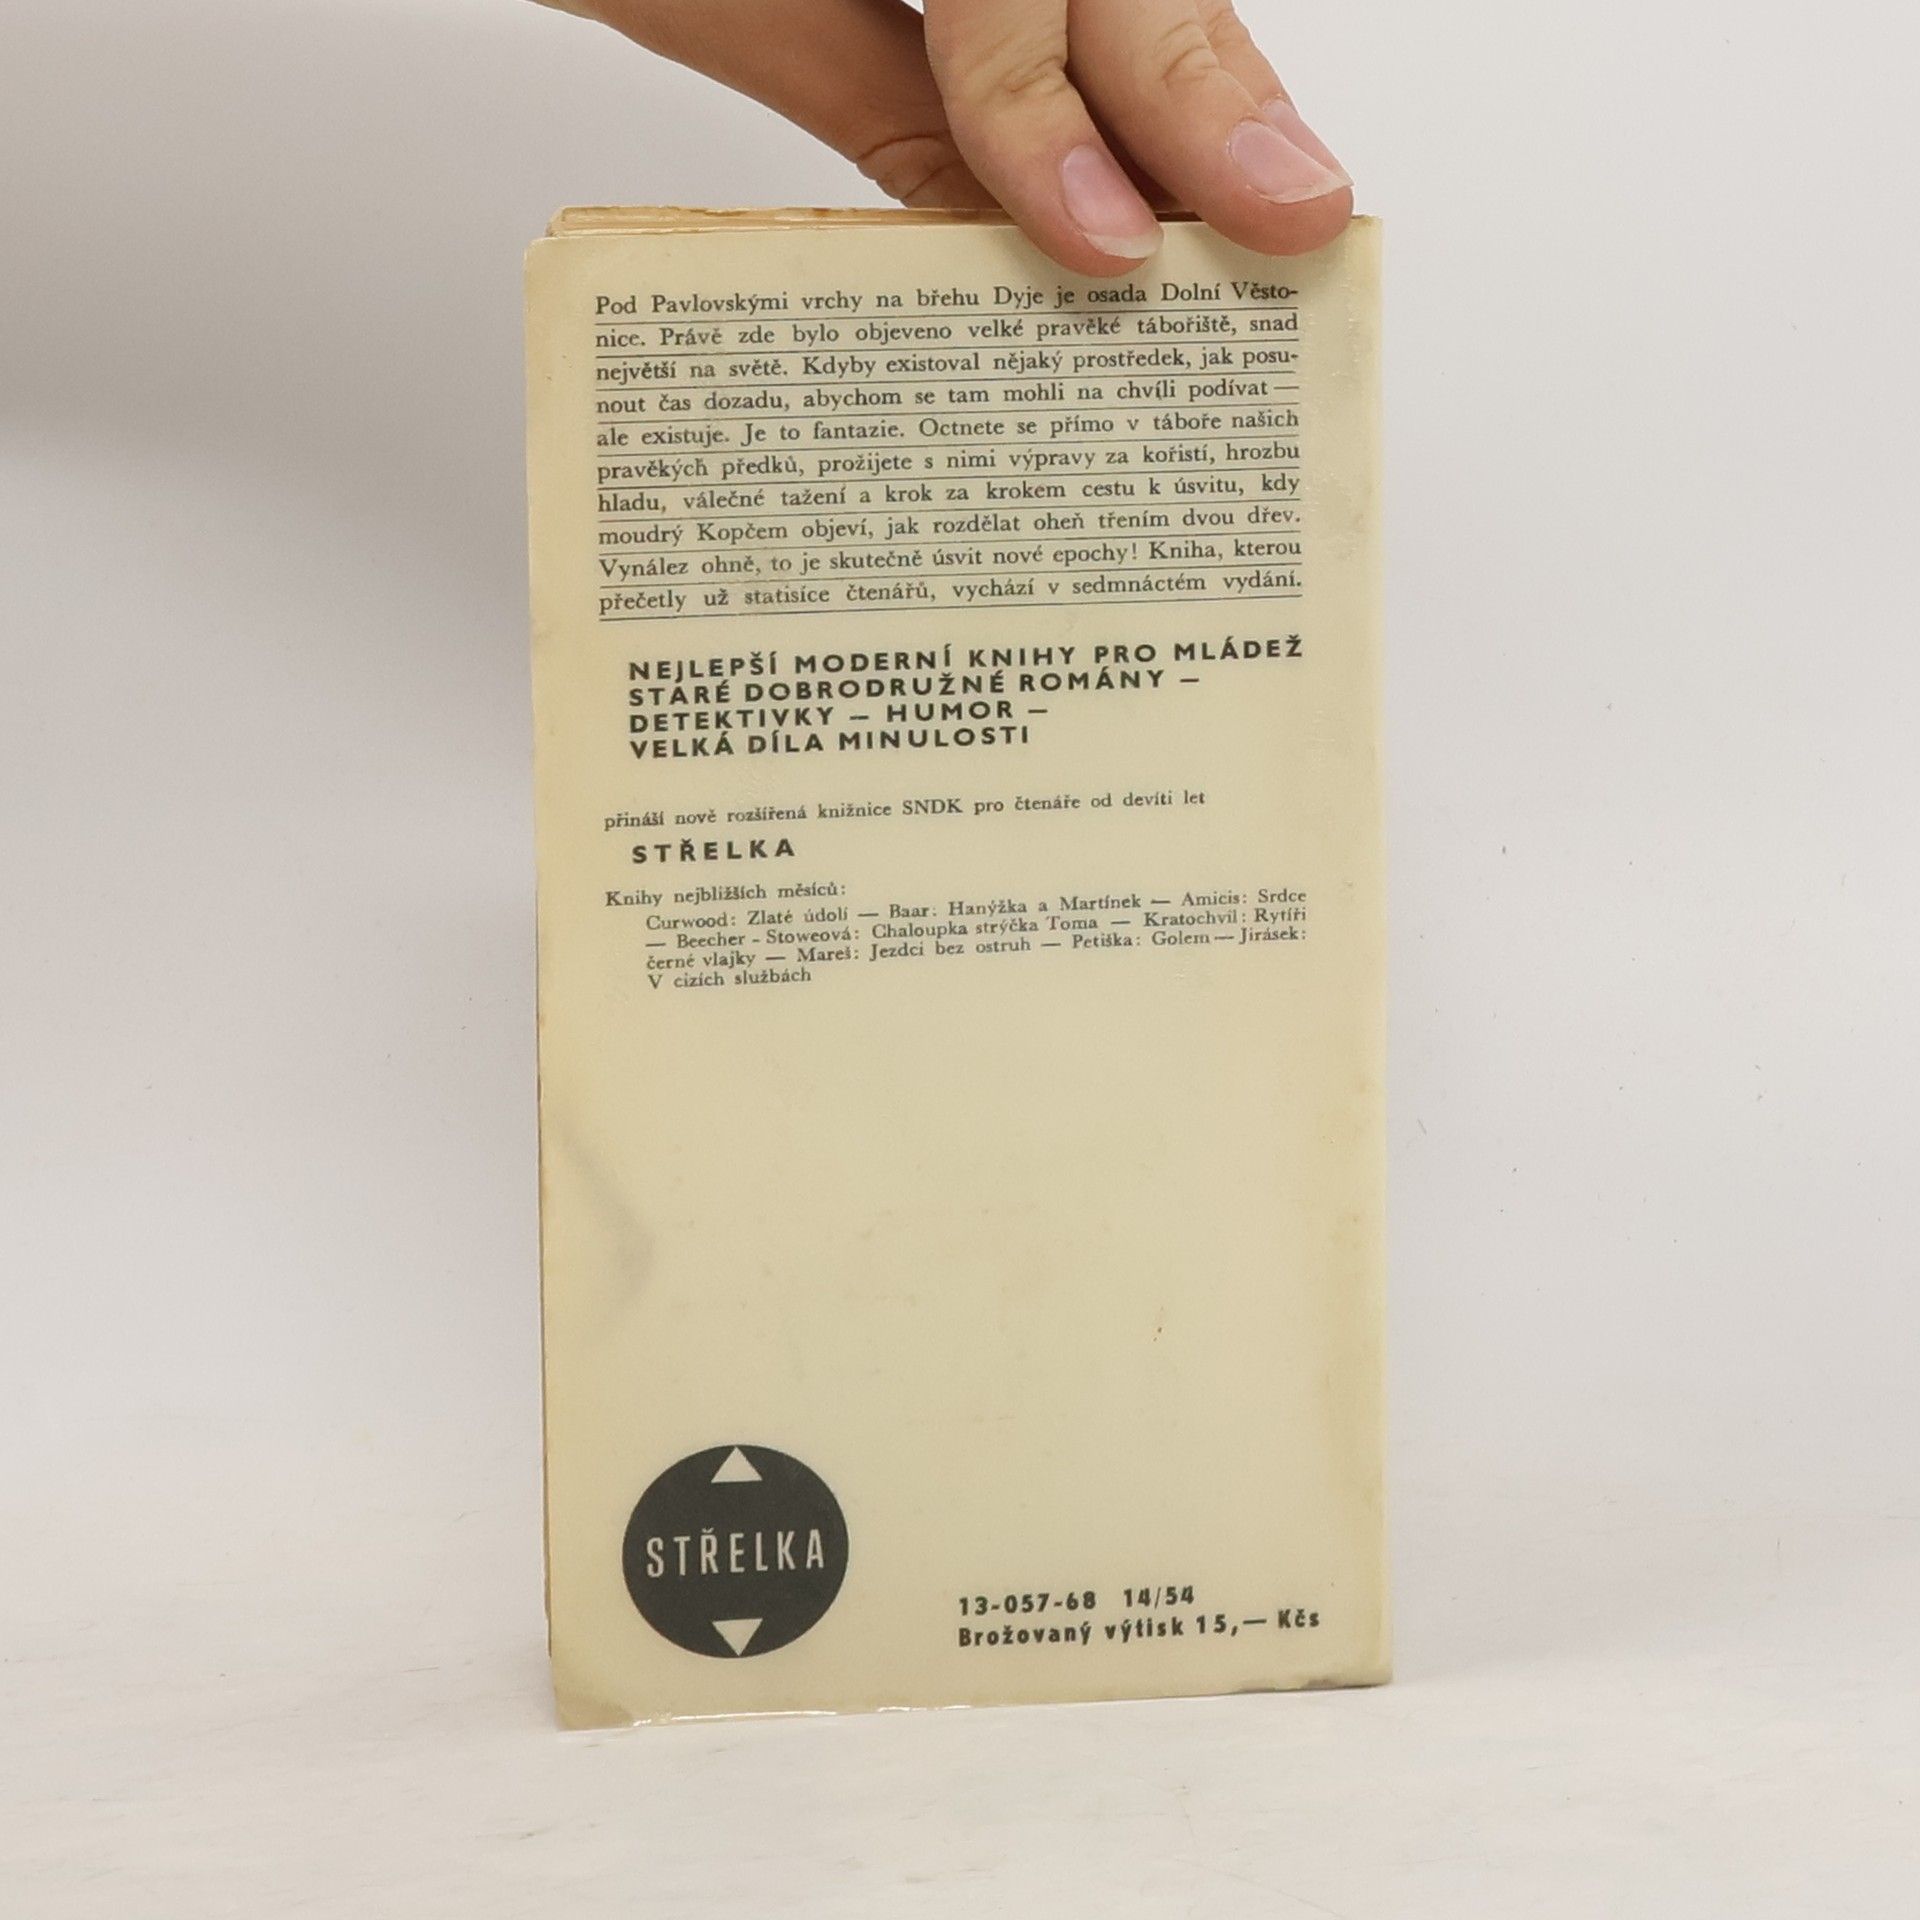 Pod Pavlovskými vrchy na břehu Dyje je osada Dolní Věsto-
nice. Právě zde bylo objeveno velké pravěké tábořiště, snad
největší na světě. Kdyby existoval nějaký prostředek, jak posu-
nout čas dozadu, abychom se tam mohli na chvíli podívat —
ale existuje. Je to fantazie. Octnete se přímo v táboře našich
pravěkých předků, prožijete s nimi výpravy za kořistí, hrozbu
hladu, válečné tažení a krok za krokem cestu k úsvitu, kdy
moudrý Kopčem objeví, jak rozdělat oheň třením dvou dřev.
Vynález ohně, to je skutečně úsvit nové epochy! Kniha, kterou
přečetly už statisíce čtenářů, vychází v sedmnáctém vydání.
NEJLEPŠÍ MODERNÍ KNIHY PRO MLÁDEŽ
STARÉ DOBRODRUŽNÉ ROMÁNY —
DETEKTIVKY — HUMOR —
VELKÁ DÍLA MINULOSTI
přináší nově rozšířená knižnice SNDK pro čtenáře od devíti let
STŘELKA
Knihy nejbližších měsíců:
Curwood: Zlaté údolí — Baar: Hanýžka a Martínek — Amicis: Srdce
— Beecher - Stoweová: Chaloupka strýčka Toma — Kratochvíl: Rytíři
černé vlajky — Mareš: Jezdci bez ostruh — Petiška: Golem — Jirásek:
V cizích službách
STŘELKA
13-057-68 14/54
Brožovaný výtisk 15,— Kčs